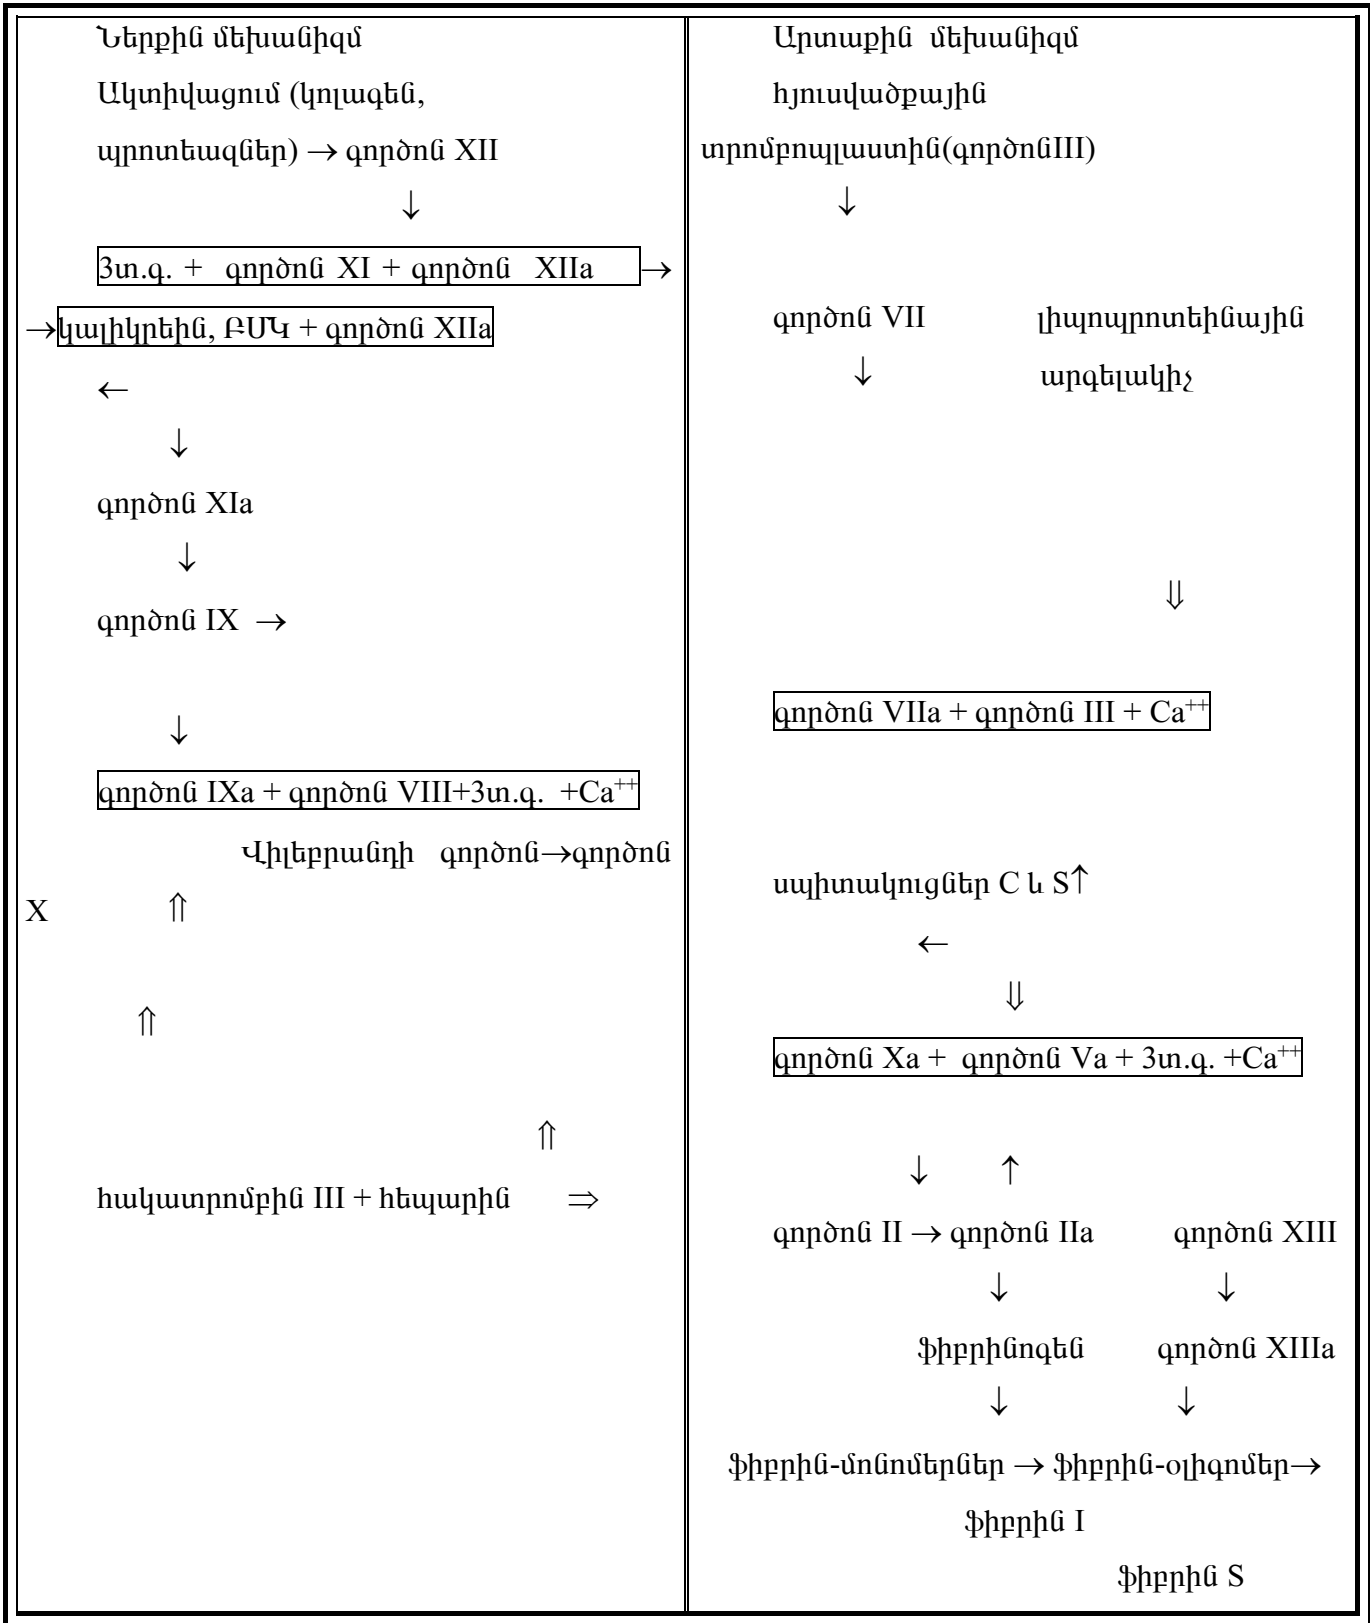 Ներքին մեխանիզմ
Ակտիվացում (կոլագեն,
պրոտեազներ) → գործոն XII
↓
3տ.գ. + գործոն XI + գործոն XIIa →
→կալիկրեին, ԲՄԿ + գործոն XIIa
←
↓
գործոն XIa
↓
գործոն IX →
↓
գործոն IXa + գործոն VIII+3տ.գ. +Ca⁺⁺
Վիլեբրանդի գործոն→գործոն
X ⇑
⇑
⇑
հակատրոմբին III + հեպարին ⇒
Արտաքին մեխանիզմ
հյուսվածքային
տրոմբոպլաստին(գործոնIII)
↓
գործոն VII լիպոպրոտեինային
↓ արգելակիչ
⇓
գործոն VIIa + գործոն III + Ca⁺⁺
սպիտակուցներ C և S↑
←
⇓
գործոն Xa + գործոն Va + 3տ.գ. +Ca⁺⁺
↓ ↑
գործոն II → գործոն IIa գործոն XIII
↓ ↓
ֆիբրինոգեն գործոն XIIIa
↓ ↓
ֆիբրին-մոնոմերներ → ֆիբրին-օլիգոմեր→
ֆիբրին I
ֆիբրին S